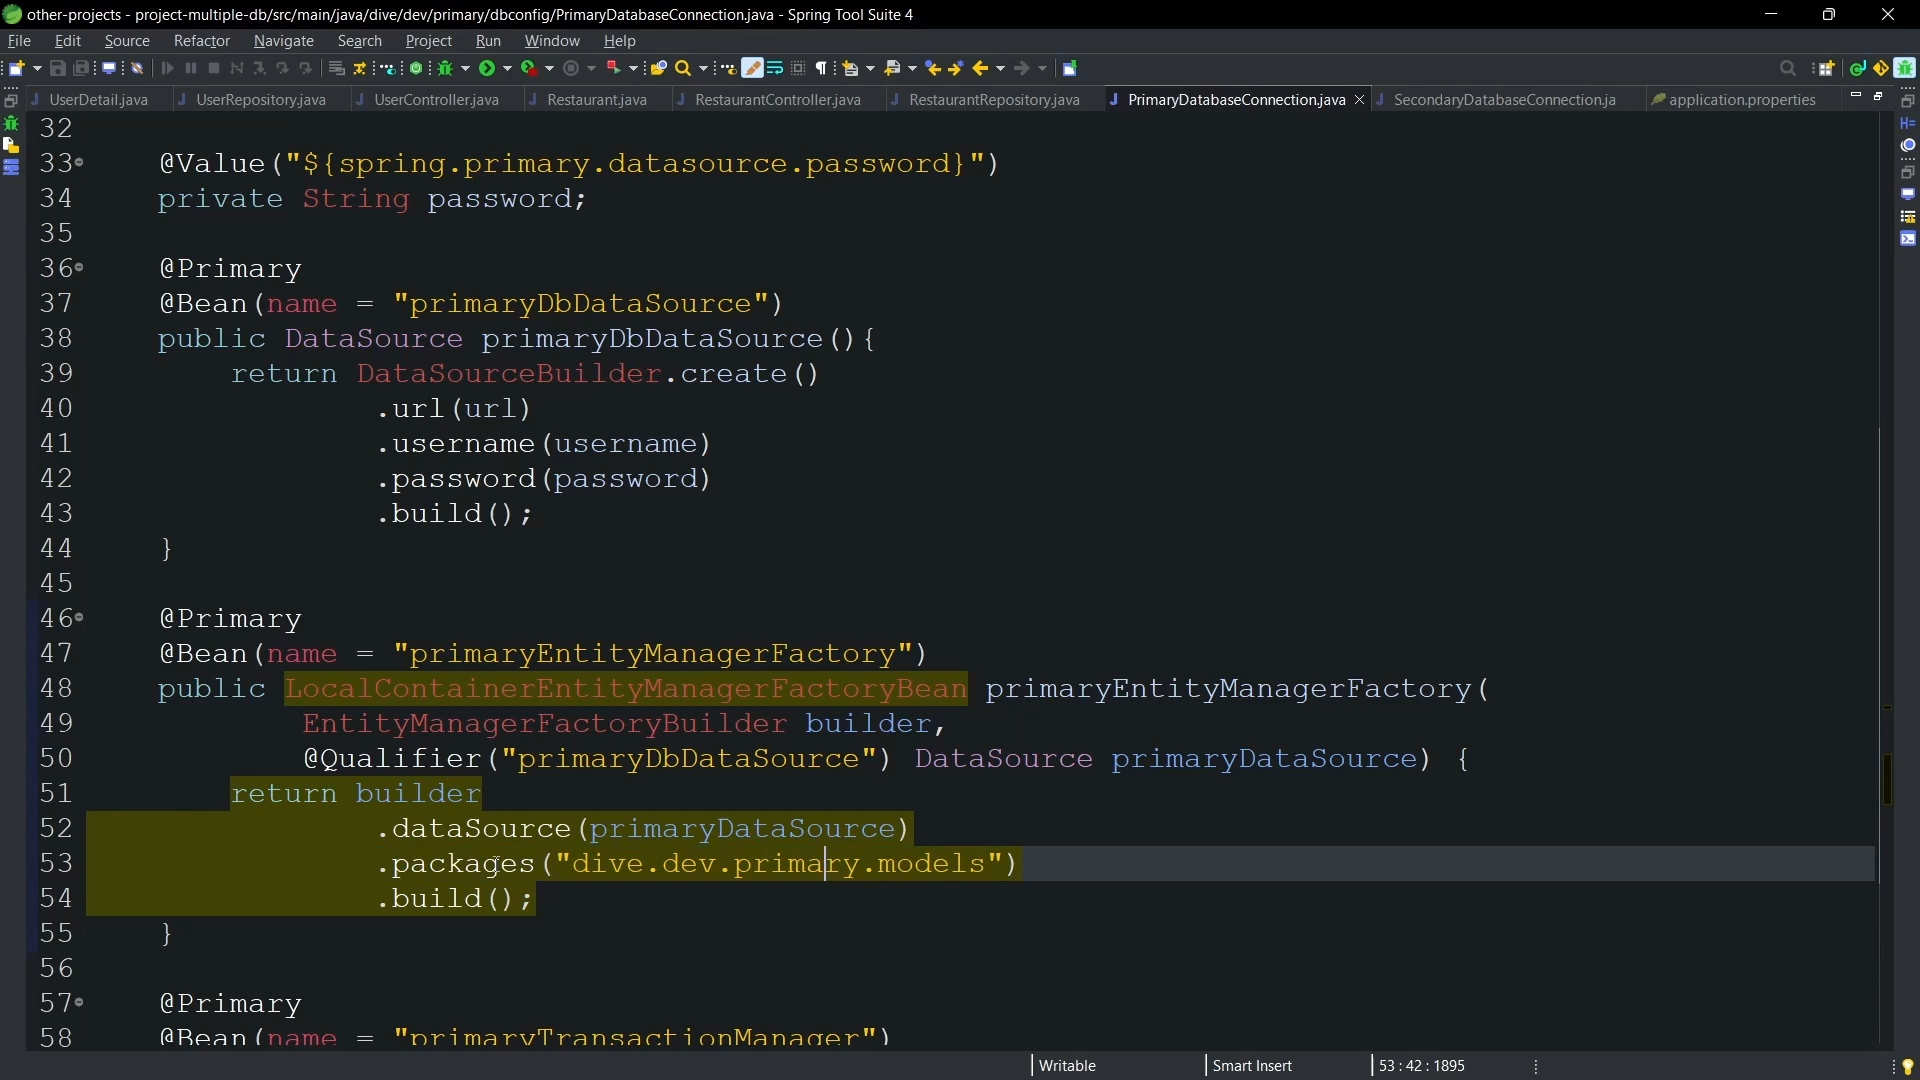 other-projects - project-multiple-db/src/main/java/dive/dev/primary/dbconfig/PrimaryDatabaseConnection.java - Spring Tool Suite 4
File Edit Source Refactor Navigate Search Project Run Window Help
UserDetail.java UserRepository.java UserController.java Restaurant.java RestaurantController.java RestaurantRepository.java PrimaryDatabaseConnection.java SecondaryDatabaseConnection.ja application.properties
32
33 @Value("${spring.primary.datasource.password}")
34 private String password;
35
36 @Primary
37 @Bean(name = "primaryDbDataSource")
38 public DataSource primaryDbDataSource(){
39 return DataSourceBuilder.create()
40 .url(url)
41 .username(username)
42 .password(password)
43 .build();
44 }
45
46 @Primary
47 @Bean(name = "primaryEntityManagerFactory")
48 public LocalContainerEntityManagerFactoryBean primaryEntityManagerFactory(
49 EntityManagerFactoryBuilder builder,
50 @Qualifier("primaryDbDataSource") DataSource primaryDataSource) {
51 return builder
52 .dataSource(primaryDataSource)
53 .packages("dive.dev.primary.models")
54 .build();
55 }
56
57 @Primary
58 @Bean(name = "primaryTransactionManager")
Writable Smart Insert 53 : 42 : 1895